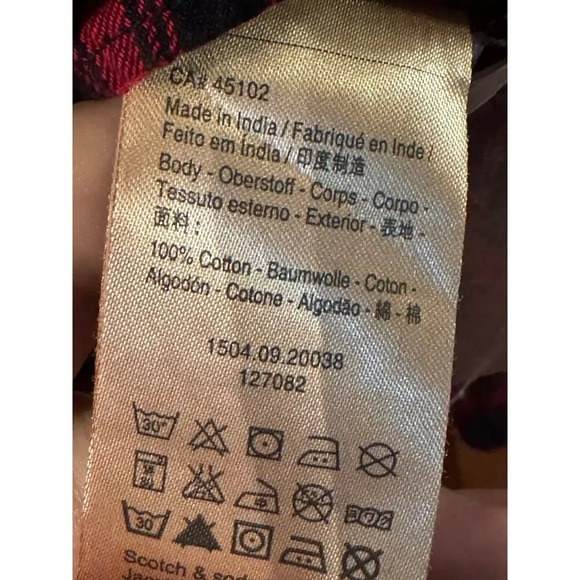 CA# 45102
Made in India / Fabriqué en Inde /
Feito em Índia / 印度制造
Body - Oberstoff - Corps - Corpo -
Tessuto esterno - Exterior - 表地 -
面料：
100% Cotton - Baumwolle - Coton -
Algodón - Cotone - Algodão - 綿 - 棉
1504.09.20038
127082
30°
30
Scotch &